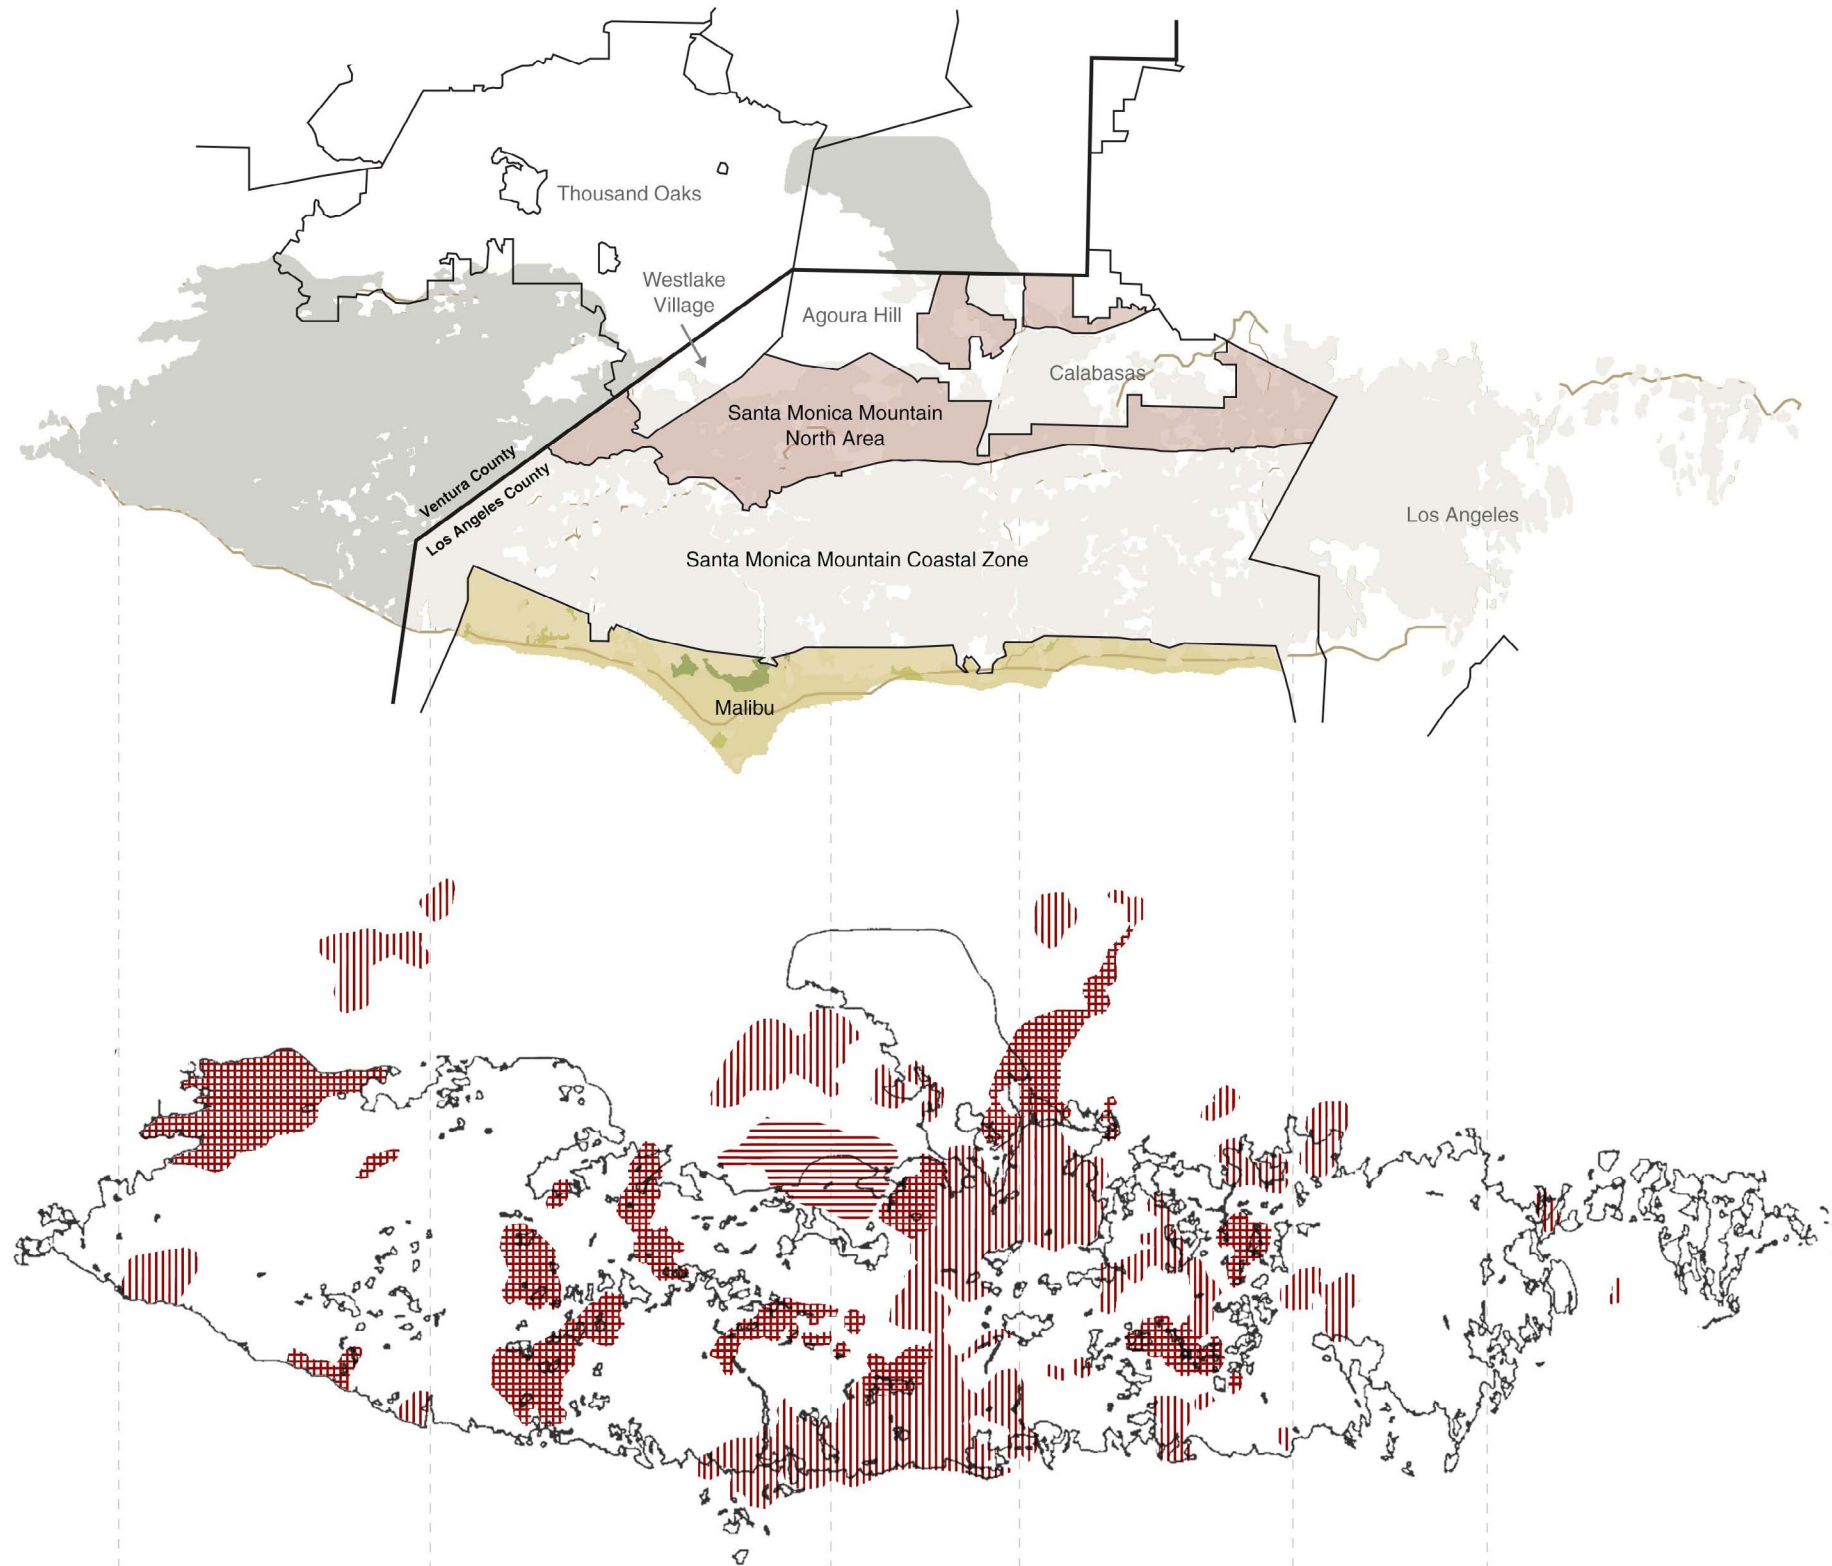 Thousand Oaks
Westlake
Village
Agoura Hill
Calabasas
Santa Monica Mountain
North Area
Ventura County
Los Angeles County
Los Angeles
Santa Monica Mountain Coastal Zone
Malibu